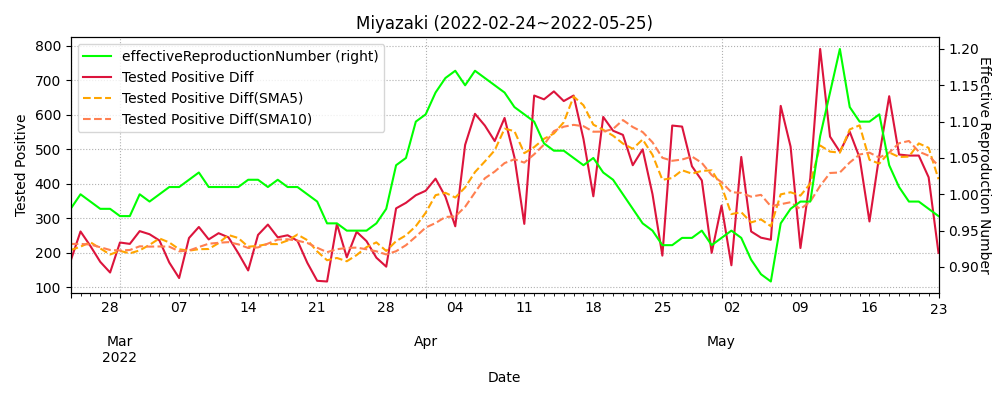 Miyazaki (2022-02-24~2022-05-25)
effectiveReproductionNumber (right)
Tested Positive Diff
Tested Positive Diff(SMA5)
Tested Positive Diff(SMA10)
Tested Positive
800
700
600
500
400
300
200
100
1.20
1.15
1.10
1.05
1.00
0.95
0.90
Effective Reproduction Number
28 07 14 21 28 04 11 18 25 02 09 16 23
Mar Apr May
2022
Date